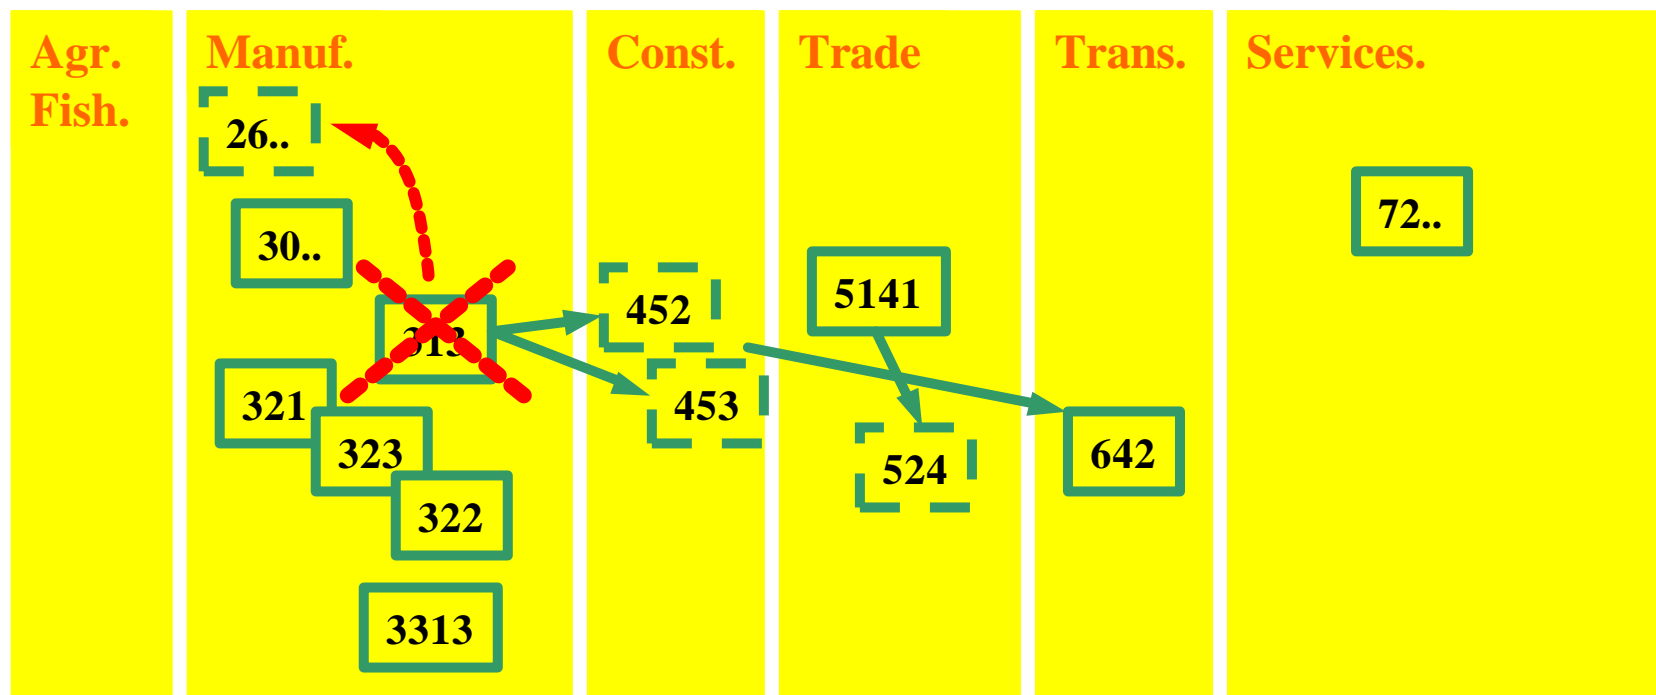 Agr.
Fish.
Manuf.
Const.
Trade
Trans.
Services.
26..
30..
313
321
323
322
3313
452
453
5141
524
642
72..